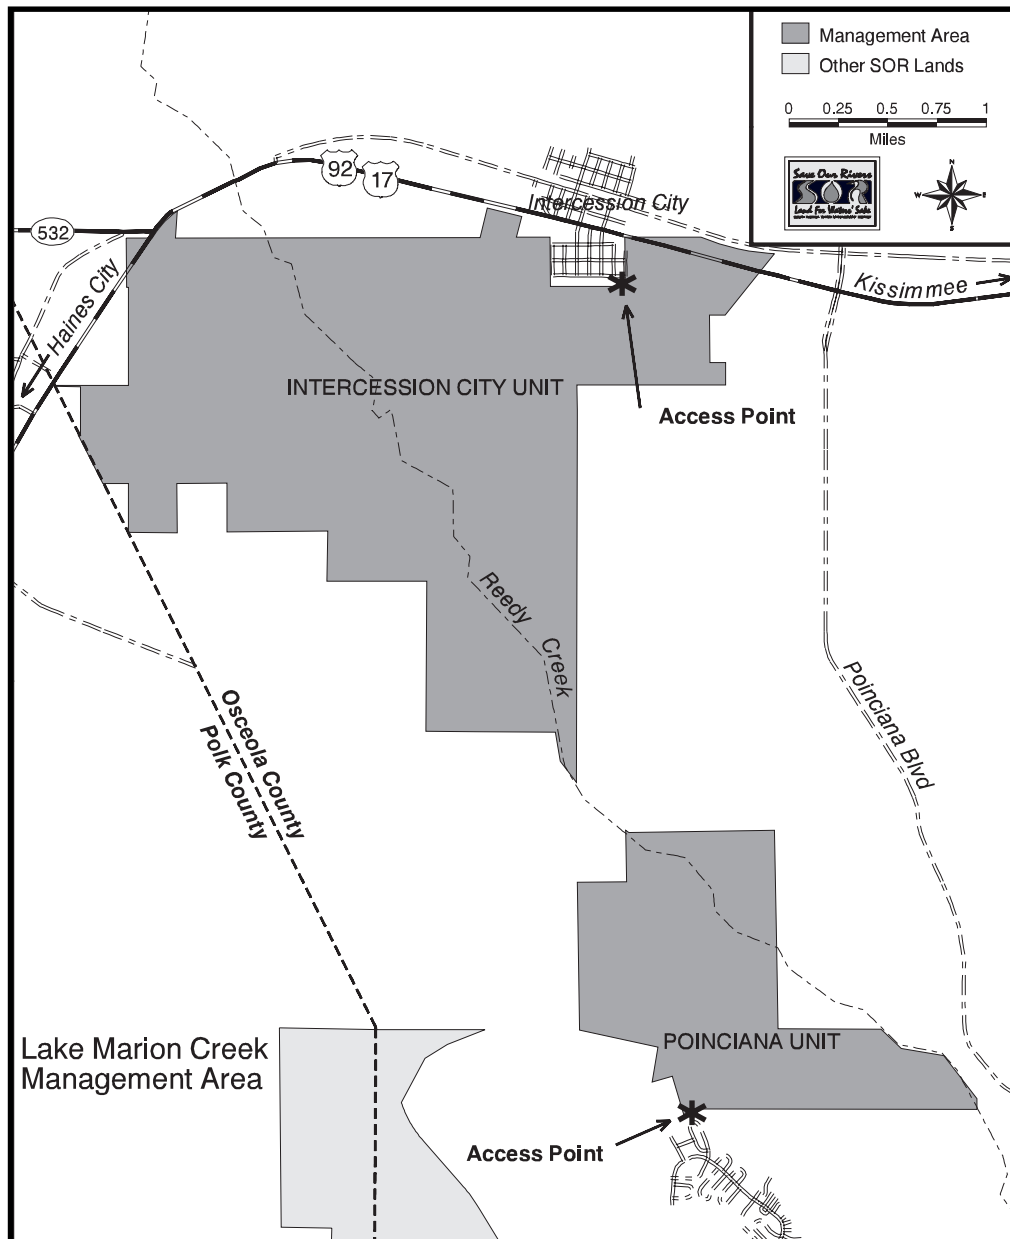 Management Area
Other SOR Lands
0 0.25 0.5 0.75 1
Miles
Save Our Rivers
Land For Waters' Sake
N
W E
S
92
17
Intercession City
532
Haines City
Kissimmee
INTERCESSION CITY UNIT
Access Point
Reedy Creek
Poinciana Blvd
Osceola County
Polk County
Lake Marion Creek
Management Area
POINCIANA UNIT
Access Point